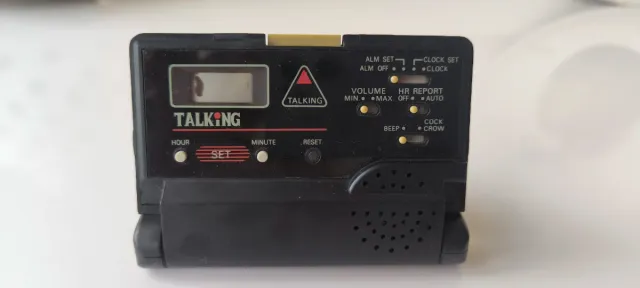 ALM SET CLOCK SET
ALM OFF CLOCK
VOLUME HR REPORT
MIN MAX. OFF AUTO
TALKING
TALKING
COCK
BEEP CROW
HOUR MINUTE RESET
SET